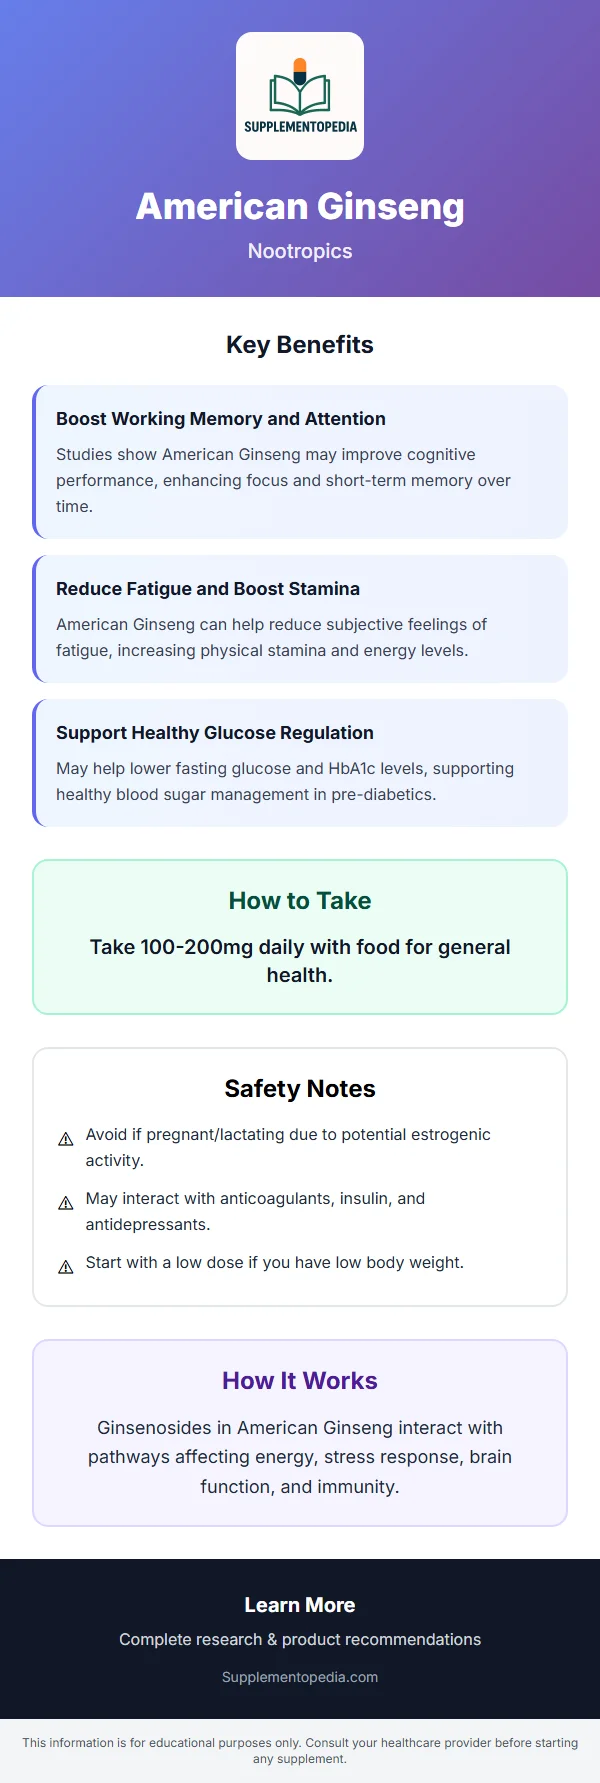 SUPPLEMENTOPEDIA
American Ginseng
Nootropics
Key Benefits
Boost Working Memory and Attention
Studies show American Ginseng may improve cognitive
performance, enhancing focus and short-term memory over
time.
Reduce Fatigue and Boost Stamina
American Ginseng can help reduce subjective feelings of
fatigue, increasing physical stamina and energy levels.
Support Healthy Glucose Regulation
May help lower fasting glucose and HbA1c levels, supporting
healthy blood sugar management in pre-diabetics.
How to Take
Take 100-200mg daily with food for general
health.
Safety Notes
Avoid if pregnant/lactating due to potential estrogenic
activity.
May interact with anticoagulants, insulin, and
antidepressants.
Start with a low dose if you have low body weight.
How It Works
Ginsenosides in American Ginseng interact with
pathways affecting energy, stress response, brain
function, and immunity.
Learn More
Complete research & product recommendations
Supplementopedia.com
This information is for educational purposes only. Consult your healthcare provider before starting
any supplement.